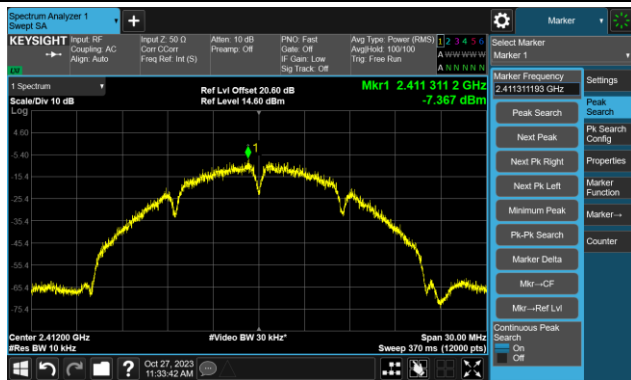 Spectrum Analyzer 1
Swept SA
Marker
KEYSIGHT
Input: RF
Coupling: AC
Align: Auto
Input Z: 50 Ω
Corr CCorr
Freq Ref: Int (S)
Atten: 10 dB
Preamp: Off
PNO: Fast
Gate: Off
IF Gain: Low
Sig Track: Off
Avg Type: Power (RMS)
Avg|Hold: 100/100
Trig: Free Run
1 2 3 4 5 6
A W W W W W
A N N N N N
Select Marker
Marker 1
LXI
1 Spectrum
Scale/Div 10 dB
Log
Ref Lvl Offset 20.60 dB
Ref Level 14.60 dBm
Mkr1 2.411 311 2 GHz
-7.367 dBm
4.60
-5.40
-15.4
-25.4
-35.4
-45.4
-55.4
-65.4
-75.4
1
Center 2.41200 GHz
#Res BW 10 kHz
#Video BW 30 kHz*
Span 30.00 MHz
Sweep 370 ms (12000 pts)
Marker Frequency
2.411311193 GHz
Peak Search
Next Peak
Next Pk Right
Next Pk Left
Minimum Peak
Pk-Pk Search
Marker Delta
Mkr→CF
Mkr→Ref Lvl
Continuous Peak
Search
On
Off
Settings
Peak
Search
Pk Search
Config
Properties
Marker
Function
Marker→
Counter
?
Oct 27, 2023
11:33:42 AM